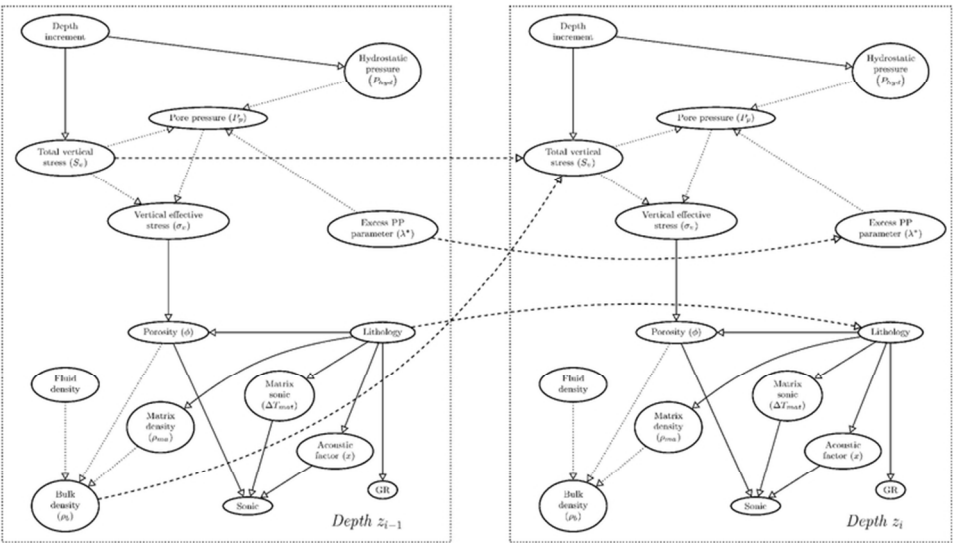 Depth
increment
Hydrostatic
pressure
(P_hyd)
Pore pressure (P_p)
Total vertical
stress (S_v)
Vertical effective
stress (σ_v)
Excess PP
parameter (λ*)
Porosity (ϕ)
Lithology
Fluid
density
Matrix
sonic
(ΔT_mat)
Matrix
density
(ρ_ma)
Acoustic
factor (x)
Bulk
density
(ρ_b)
Sonic
GR
Depth z_{i−1}
Depth
increment
Hydrostatic
pressure
(P_hyd)
Pore pressure (P_p)
Total vertical
stress (S_v)
Vertical effective
stress (σ_v)
Excess PP
parameter (λ*)
Porosity (ϕ)
Lithology
Fluid
density
Matrix
sonic
(ΔT_mat)
Matrix
density
(ρ_ma)
Acoustic
factor (x)
Bulk
density
(ρ_b)
Sonic
GR
Depth z_i